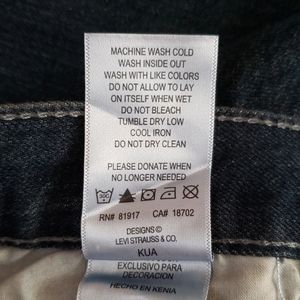 MACHINE WASH COLD
WASH INSIDE OUT
WASH WITH LIKE COLORS
DO NOT ALLOW TO LAY
ON ITSELF WHEN WET
DO NOT BLEACH
TUMBLE DRY LOW
COOL IRON
DO NOT DRY CLEAN
PLEASE DONATE WHEN
NO LONGER NEEDED
RN# 81917 CA# 18702
DESIGNS©
LEVI STRAUSS & CO.
KUA
EXCLUSIVO PARA
DECORACION
HECHO EN KENIA